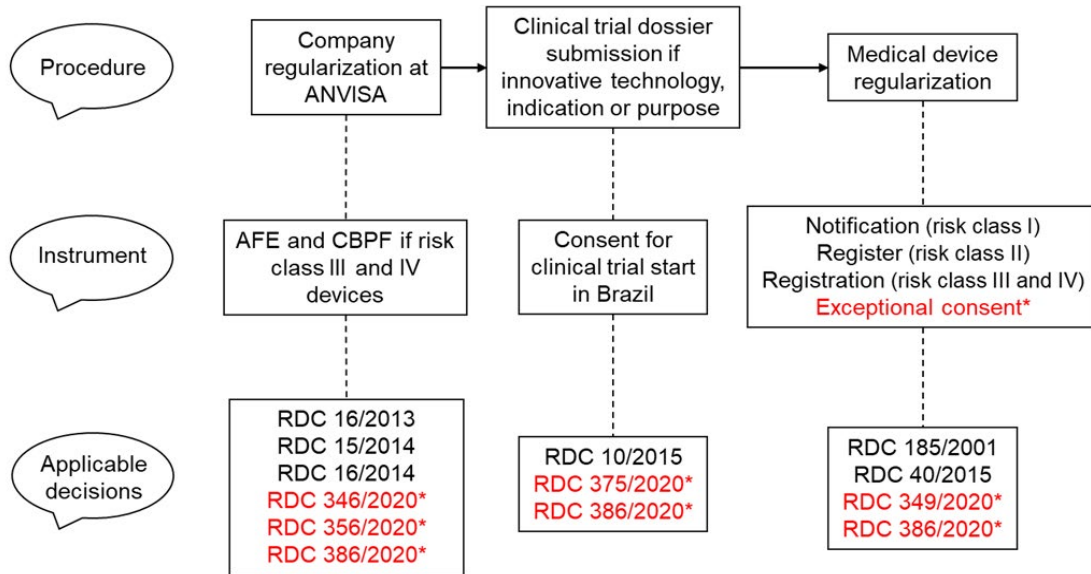 Procedure
Company
regularization at
ANVISA
Clinical trial dossier
submission if
innovative technology,
indication or purpose
Medical device
regularization
Instrument
AFE and CBPF if risk
class III and IV
devices
Consent for
clinical trial start
in Brazil
Notification (risk class I)
Register (risk class II)
Registration (risk class III and IV)
Exceptional consent*
Applicable
decisions
RDC 16/2013
RDC 15/2014
RDC 16/2014
RDC 346/2020*
RDC 356/2020*
RDC 386/2020*
RDC 10/2015
RDC 375/2020*
RDC 386/2020*
RDC 185/2001
RDC 40/2015
RDC 349/2020*
RDC 386/2020*